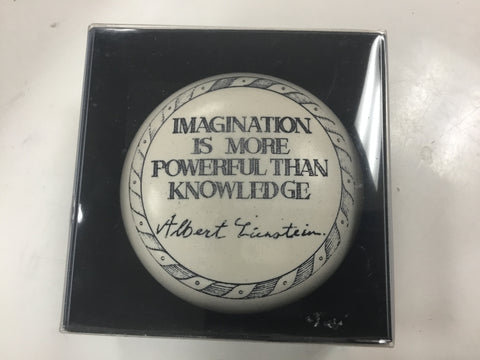 IMAGINATION
IS MORE
POWERFUL THAN
KNOWLEDGE
Albert Einstein.